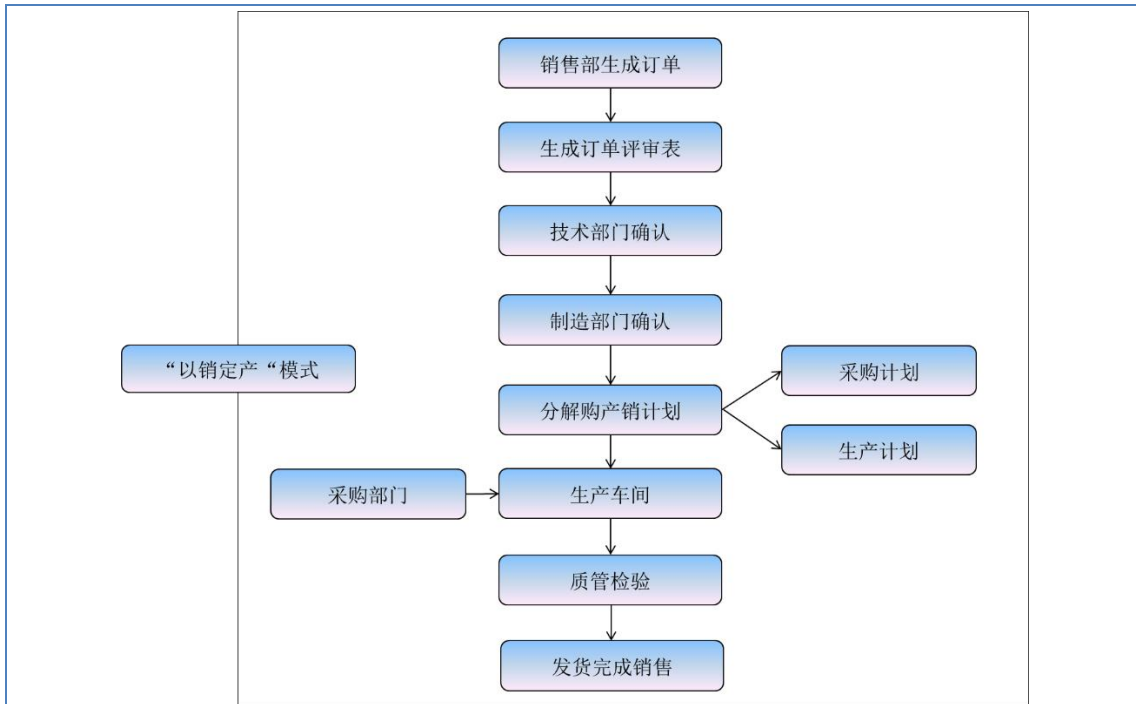 销售部生成订单
生成订单评审表
技术部门确认
制造部门确认
“以销定产“模式
采购计划
分解购产销计划
生产计划
采购部门
生产车间
质管检验
发货完成销售